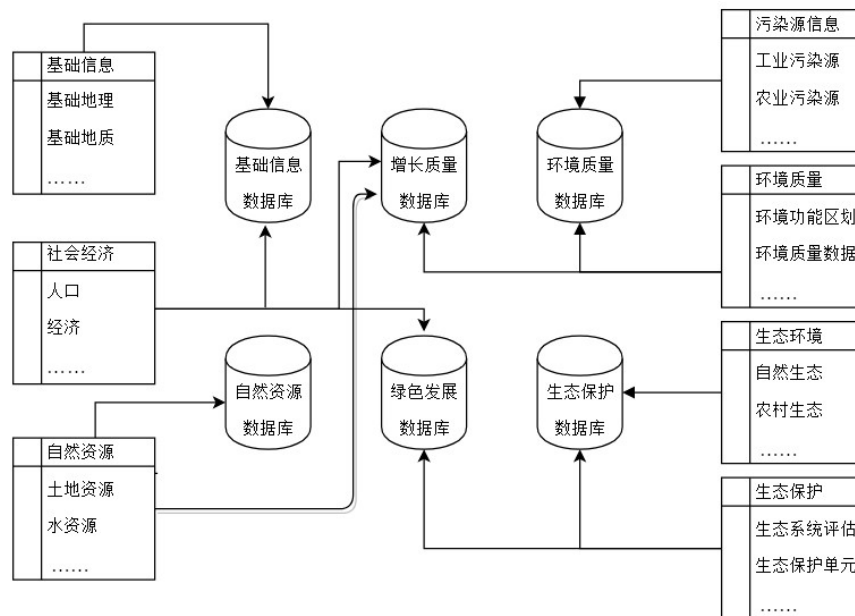 基础信息
基础地理
基础地质
……
社会经济
人口
经济
……
自然资源
土地资源
水资源
……
基础信息
数据库
增长质量
数据库
环境质量
数据库
自然资源
数据库
绿色发展
数据库
生态保护
数据库
污染源信息
工业污染源
农业污染源
……
环境质量
环境功能区划
环境质量数据
……
生态环境
自然生态
农村生态
……
生态保护
生态系统评估
生态保护单元
……